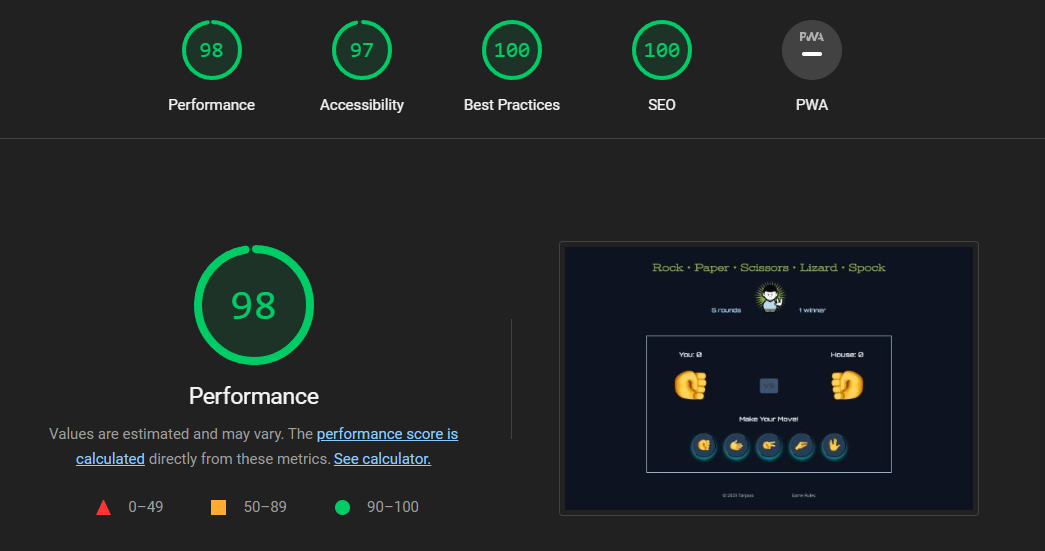 98
97
100
100
PWA
Performance
Accessibility
Best Practices
SEO
PWA
98
Performance
Values are estimated and may vary. The performance score is
calculated directly from these metrics. See calculator.
0–49
50–89
90–100
Rock • Paper • Scissors • Lizard • Spock
5 rounds
1 winner
You: 0
House: 0
VS
Make Your Move!
Game Rules